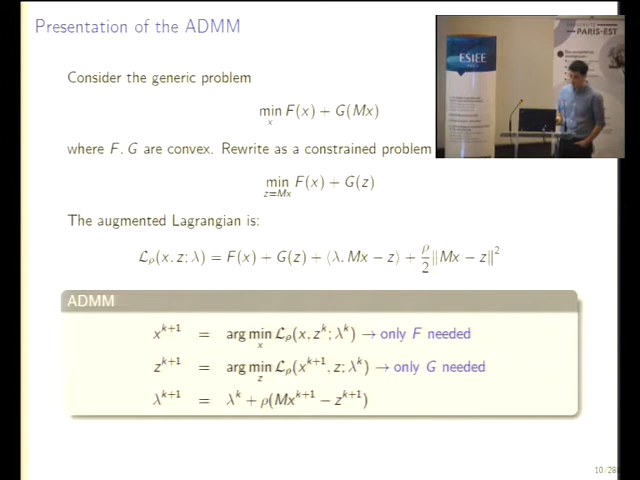 Presentation of the ADMM
ESIEE
PARIS-EST
Consider the generic problem
min_x F(x) + G(Mx)
where F, G are convex. Rewrite as a constrained problem
min_{z=Mx} F(x) + G(z)
The augmented Lagrangian is:
ℒ_ρ(x, z; λ) = F(x) + G(z) + ⟨λ, Mx − z⟩ + ρ/2 ‖Mx − z‖²
ADMM
x^{k+1} = arg min_x ℒ_ρ(x, z^k; λ^k) → only F needed
z^{k+1} = arg min_z ℒ_ρ(x^{k+1}, z; λ^k) → only G needed
λ^{k+1} = λ^k + ρ(Mx^{k+1} − z^{k+1})
10/28